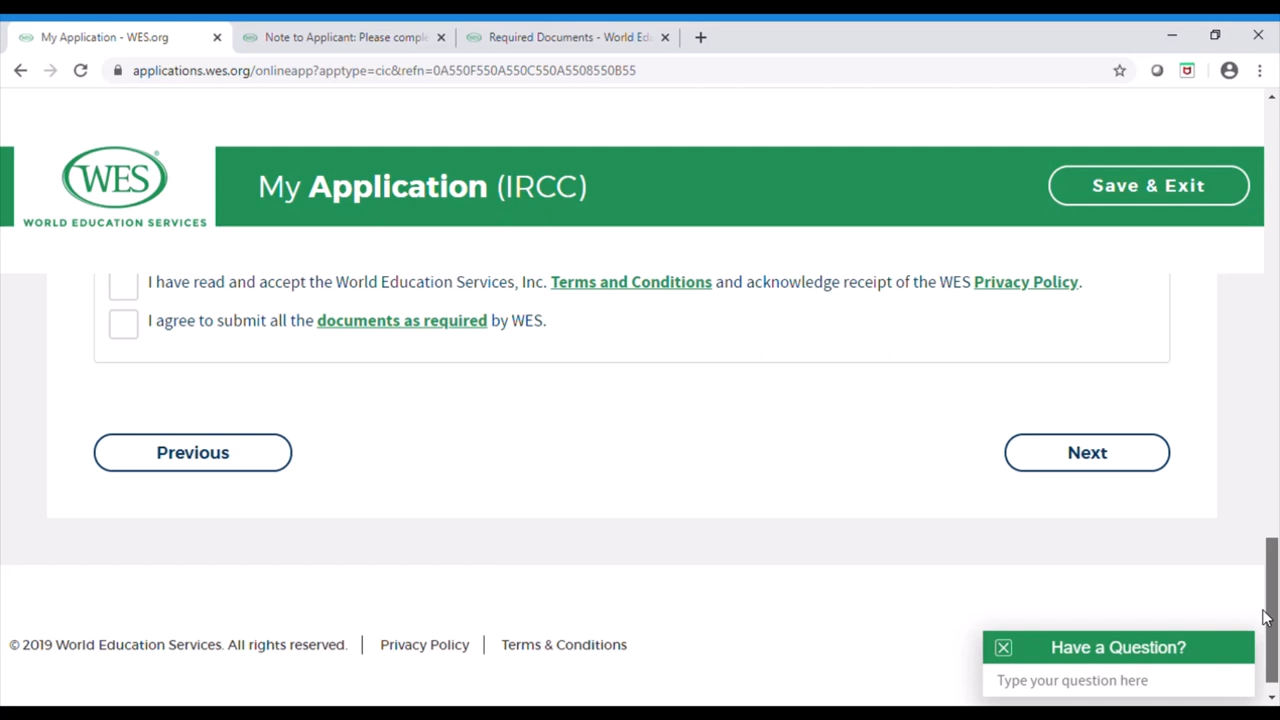 My Application - WES.org
Note to Applicant: Please comple
Required Documents - World Ed
applications.wes.org/onlineapp?apptype=cic&refn=0A550F550A550C550A5508550B55
WES
WORLD EDUCATION SERVICES
My Application (IRCC)
Save & Exit
I have read and accept the World Education Services, Inc. Terms and Conditions and acknowledge receipt of the WES Privacy Policy.
I agree to submit all the documents as required by WES.
Previous
Next
© 2019 World Education Services. All rights reserved.
Privacy Policy
Terms & Conditions
Have a Question?
Type your question here